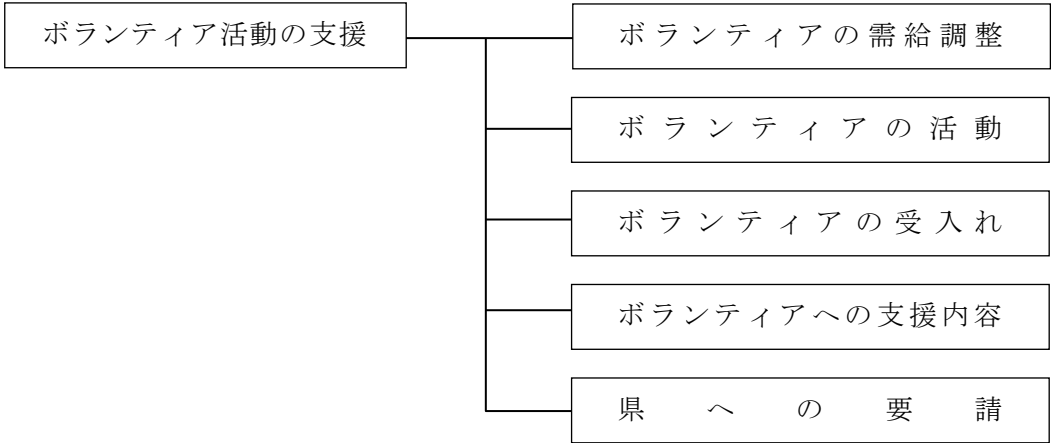 ボランティア活動の支援
ボランティアの需給調整
ボランティアの活動
ボランティアの受入れ
ボランティアへの支援内容
県への要請